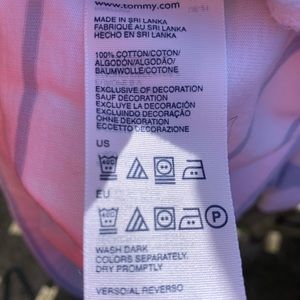 www.tommy.com
MADE IN SRI LANKA
FABRIQUÉ AU SRI LANKA
HECHO EN SRI LANKA
100% COTTON/COTON/
ALGODÓN/ALGODÃO/
BAUMWOLLE/COTONE
EXCLUSIVE OF DECORATION
SAUF DÉCORATION
EXCLUYE LA DECORACIÓN
EXCLUINDO DECORAÇÃO
OHNE DEKORATION
ECCETTO DECORAZIONE
US
EU
P
WASH DARK
COLORS SEPARATELY.
DRY PROMPTLY
VERSO/AL REVERSO